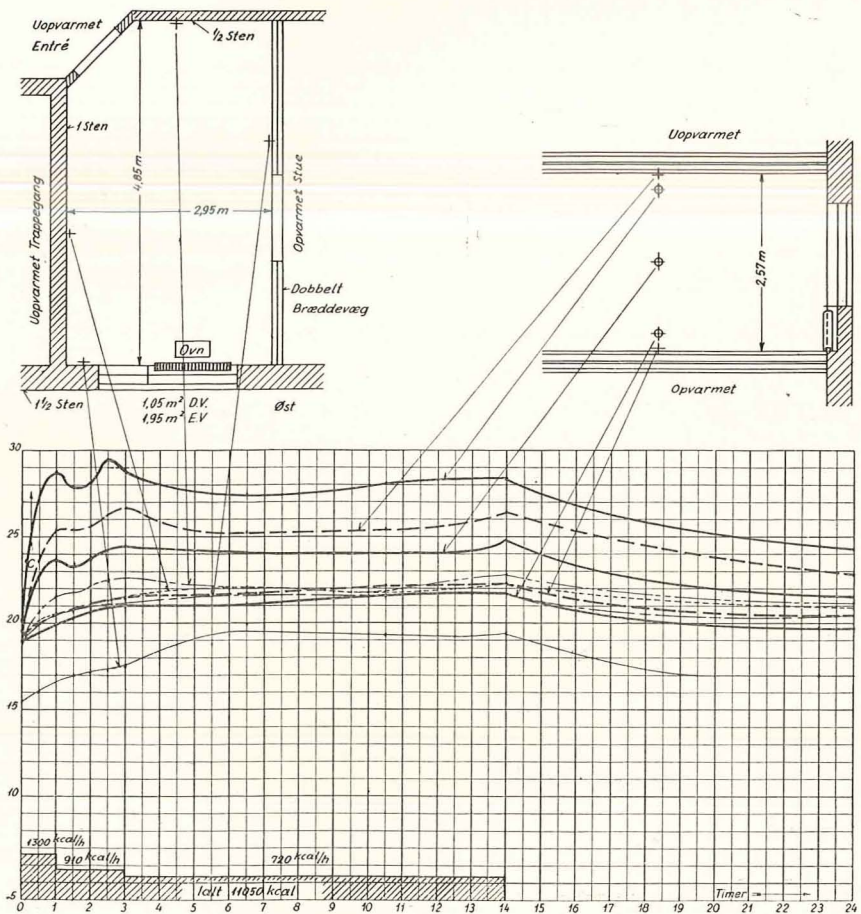 Uopvarmet
Entré
1/2 Sten
1 Sten
4,85 m
2,95 m
Uopvarmet Trappegang
Opvarmet Stue
Dobbelt
Bræddevæg
Ovn
1 1/2 Sten
1,05 m² D.V.
1,95 m² E.V
Øst
Uopvarmet
2,57 m
Opvarmet
30
25
°C
20
15
10
1300 kcal/h
910 kcal/h
720 kcal/h
Ialt 11050 kcal
Timer
5
0 1 2 3 4 5 6 7 8 9 10 11 12 13 14 15 16 17 18 19 20 21 22 23 24